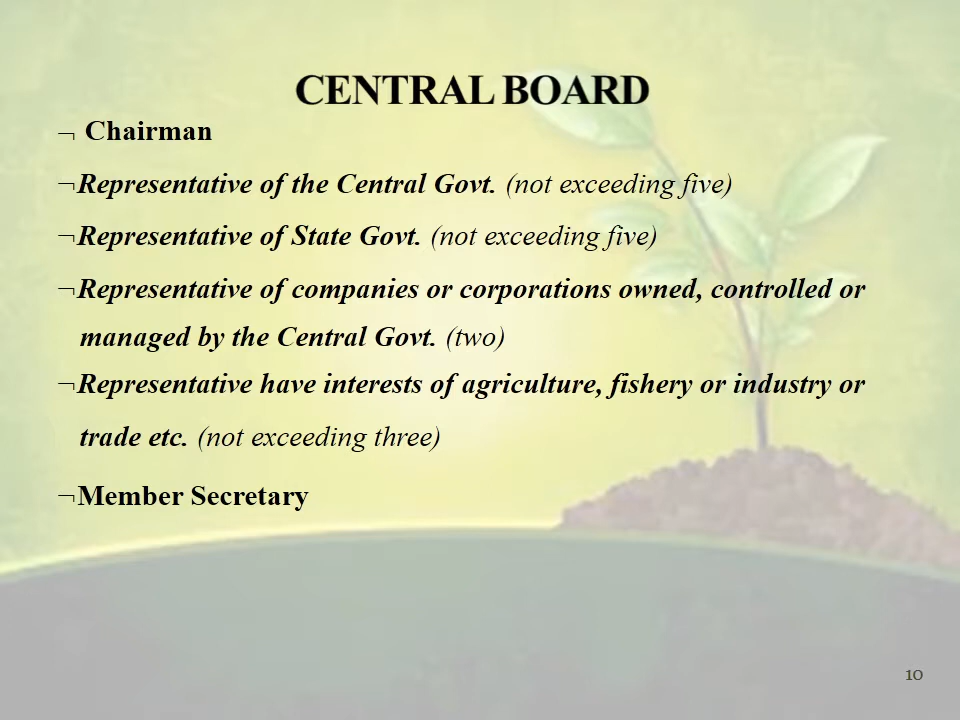 CENTRAL BOARD
¬ Chairman
¬Representative of the Central Govt. (not exceeding five)
¬Representative of State Govt. (not exceeding five)
¬Representative of companies or corporations owned, controlled or
managed by the Central Govt. (two)
¬Representative have interests of agriculture, fishery or industry or
trade etc. (not exceeding three)
¬Member Secretary
10